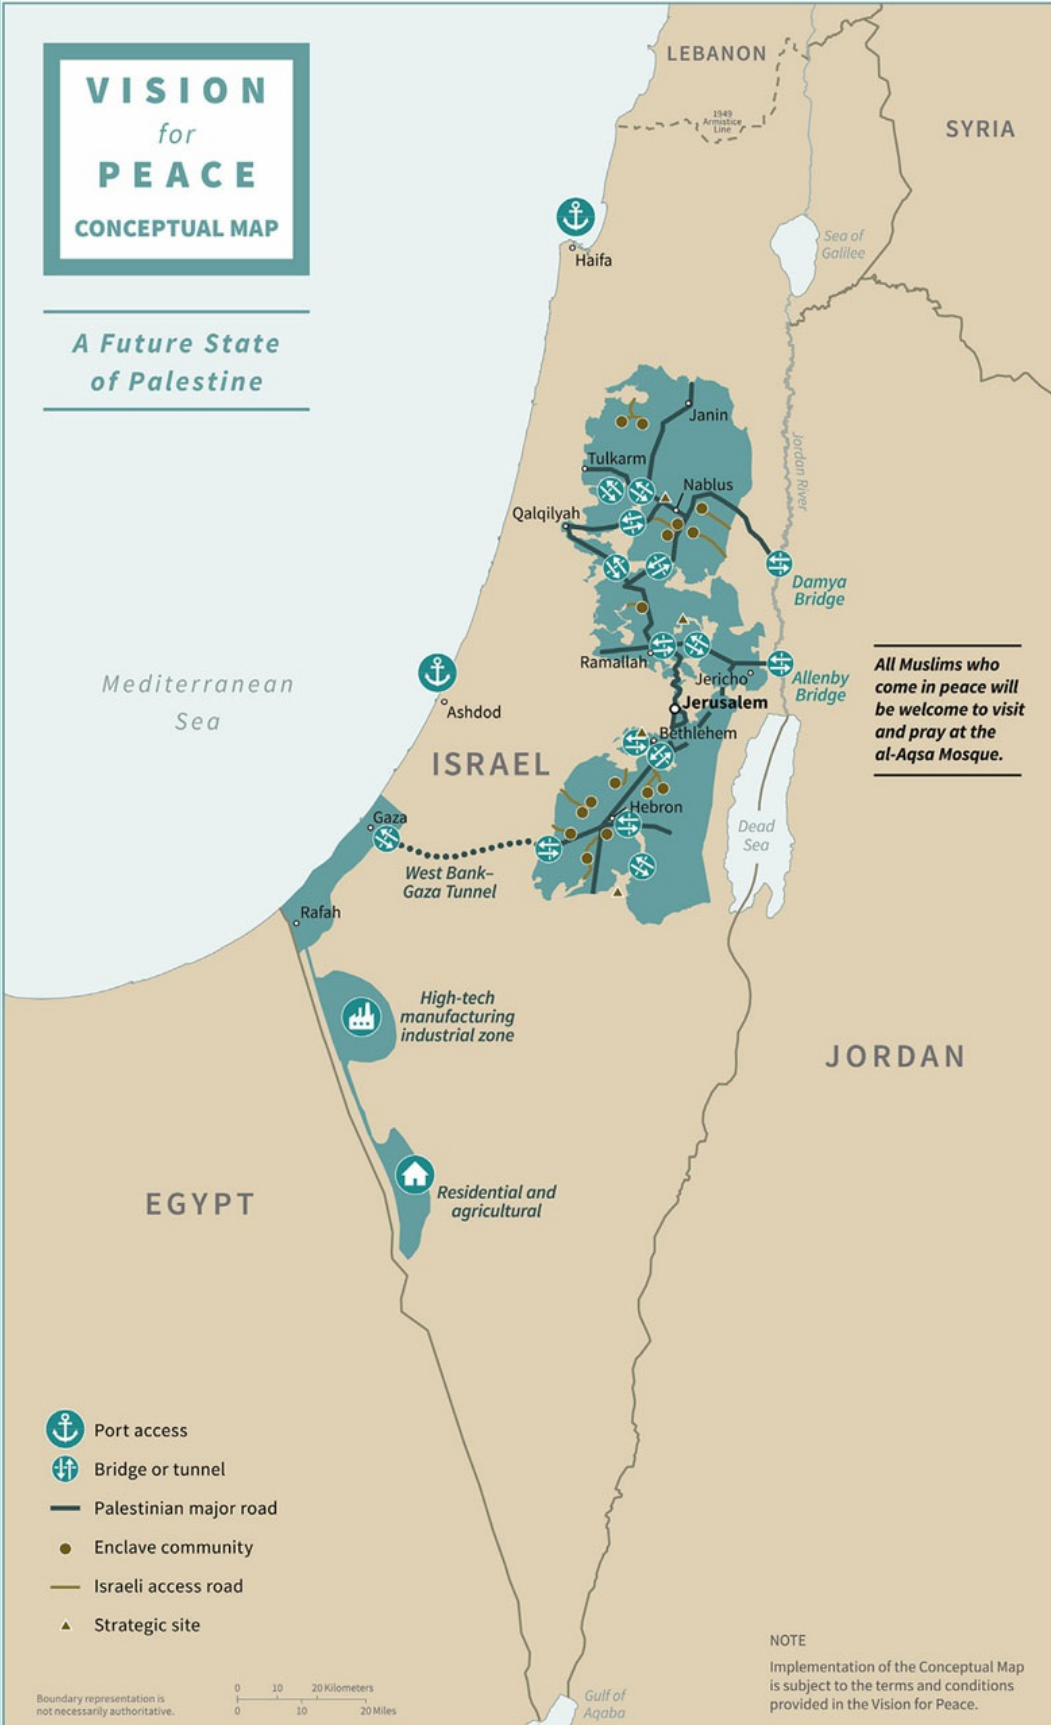 VISION
for
PEACE
CONCEPTUAL MAP
A Future State
of Palestine
LEBANON
1949
Armistice
Line
SYRIA
Haifa
Sea of
Galilee
Janin
Tulkarm
Jordan River
Nablus
Qalqilyah
Damya
Bridge
Ramallah
Jericho
Allenby
Bridge
All Muslims who
come in peace will
be welcome to visit
and pray at the
al-Aqsa Mosque.
Mediterranean
Sea
Ashdod
Jerusalem
Bethlehem
ISRAEL
Hebron
Gaza
Dead
Sea
West Bank–
Gaza Tunnel
Rafah
High-tech
manufacturing
industrial zone
JORDAN
EGYPT
Residential and
agricultural
Port access
Bridge or tunnel
Palestinian major road
Enclave community
Israeli access road
Strategic site
NOTE
Implementation of the Conceptual Map
is subject to the terms and conditions
provided in the Vision for Peace.
Boundary representation is
not necessarily authoritative.
0 10 20 Kilometers
0 10 20 Miles
Gulf of
Aqaba